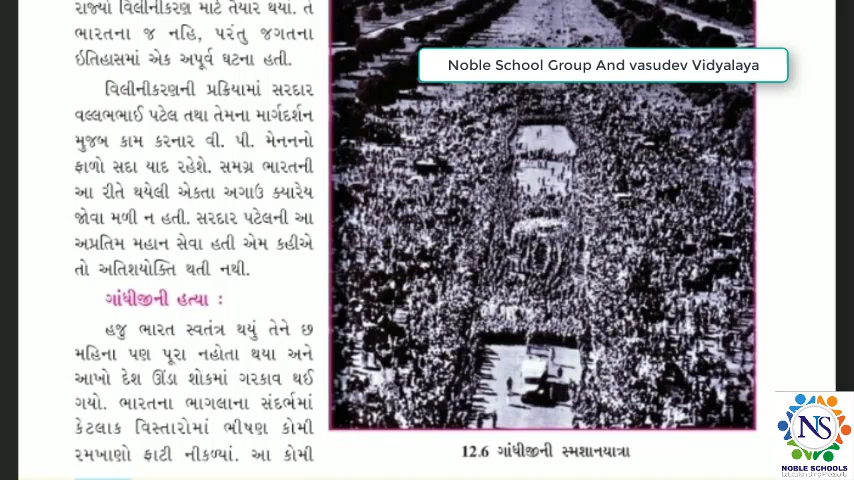 રાજ્યો વિલીનીકરણ માટે તૈયાર થયાં. તે
ભારતના જ નહિ, પરંતુ જગતના
ઇતિહાસમાં એક અપૂર્વ ઘટના હતી.
વિલીનીકરણની પ્રક્રિયામાં સરદાર
વલ્લભભાઈ પટેલ તથા તેમના માર્ગદર્શન
મુજબ કામ કરનાર વી. પી. મેનનનો
ફાળો સદા યાદ રહેશે. સમગ્ર ભારતની
આ રીતે થયેલી એકતા અગાઉ ક્યારેય
જોવા મળી ન હતી. સરદાર પટેલની આ
અપ્રતિમ મહાન સેવા હતી એમ કહીએ
તો અતિશયોક્તિ થતી નથી.
ગાંધીજીની હત્યા :
હજુ ભારત સ્વતંત્ર થયું તેને છ
મહિના પણ પૂરા નહોતા થયા અને
આખો દેશ ઊંડા શોકમાં ગરકાવ થઈ
ગયો. ભારતના ભાગલાના સંદર્ભમાં
કેટલાક વિસ્તારોમાં ભીષણ કોમી
રમખાણો ફાટી નીકળ્યાં. આ કોમી
Noble School Group And vasudev Vidyalaya
12.6 ગાંધીજીની સ્મશાનયાત્રા
NS
NOBLE SCHOOLS